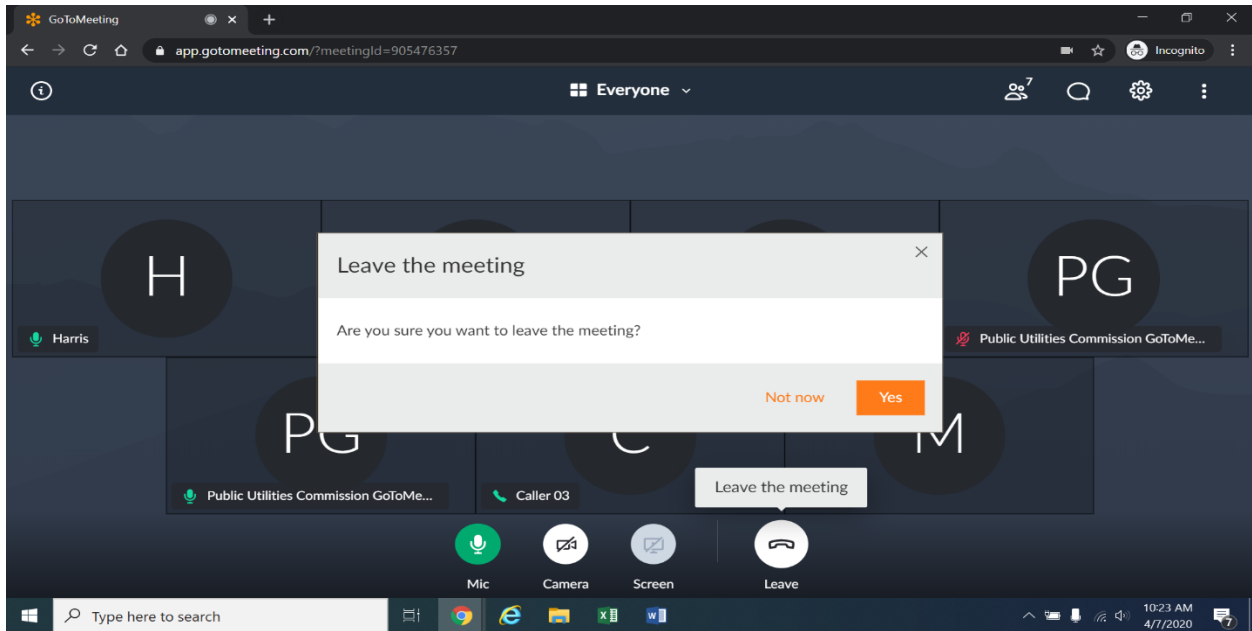 GoToMeeting
app.gotomeeting.com/?meetingId=905476357
Incognito
Everyone
7
H
PG
Harris
Public Utilities Commission GoToMe...
Leave the meeting
Are you sure you want to leave the meeting?
Not now
Yes
PG
C
M
Public Utilities Commission GoToMe...
Caller 03
Leave the meeting
Mic
Camera
Screen
Leave
Type here to search
10:23 AM
4/7/2020
7